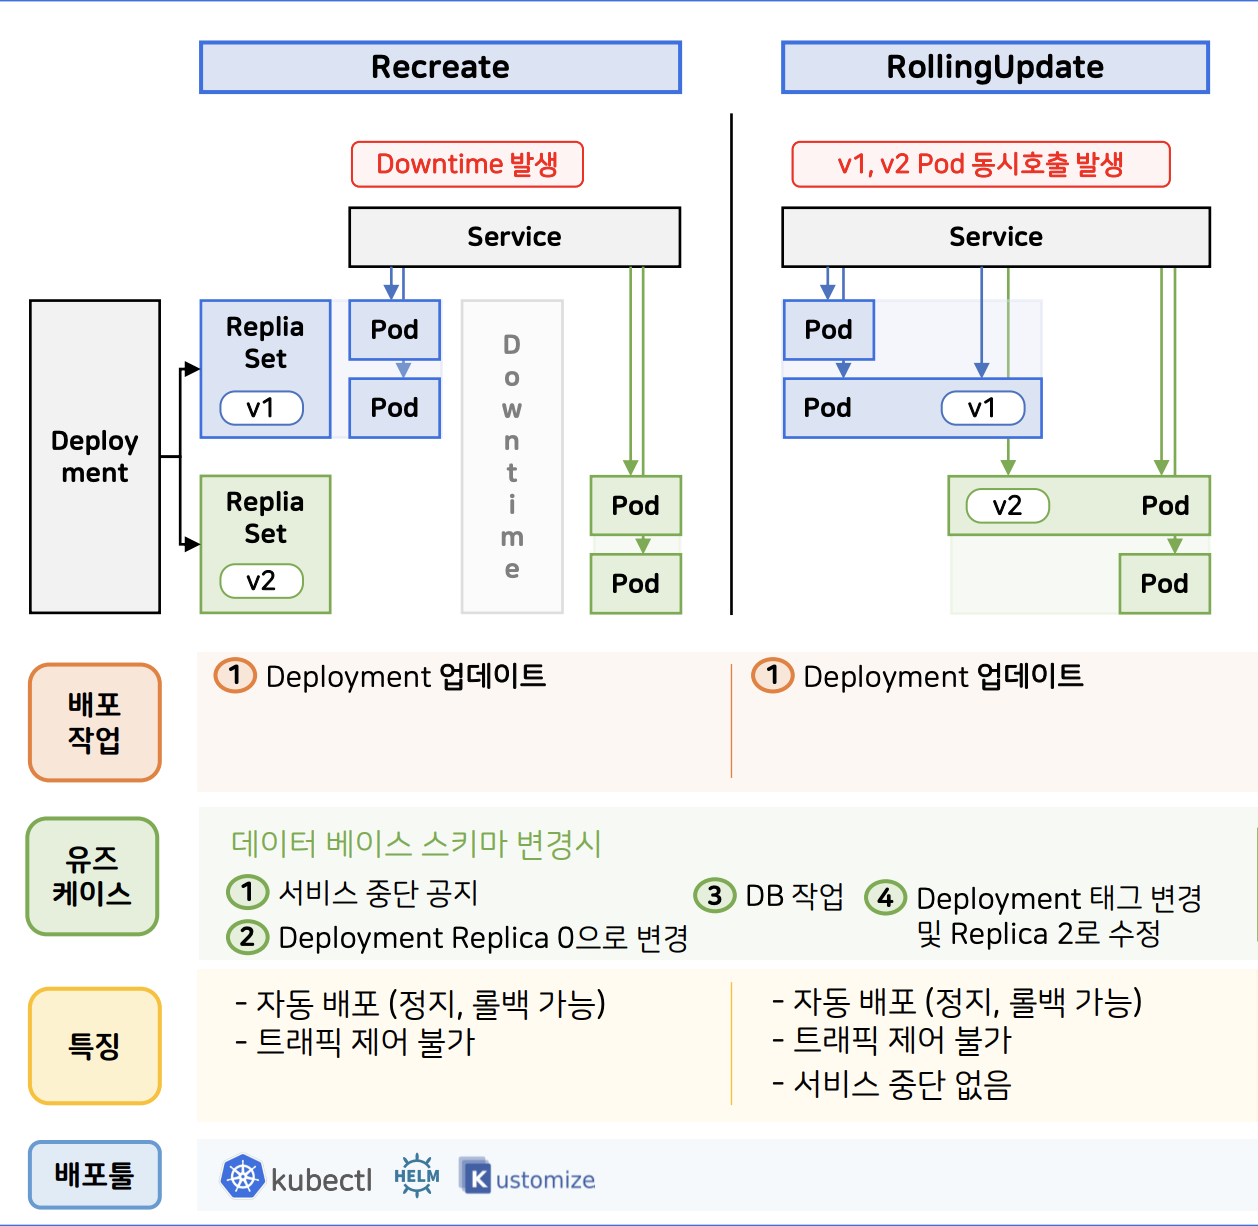 Recreate
RollingUpdate
Downtime 발생
v1, v2 Pod 동시호출 발생
Service
Service
Deploy
ment
Replia
Set
v1
Replia
Set
v2
Pod
Pod
Downtime
Pod
Pod
Pod
Pod
v1
v2
Pod
Pod
배포
작업
1 Deployment 업데이트
1 Deployment 업데이트
유즈
케이스
데이터 베이스 스키마 변경시
1 서비스 중단 공지
2 Deployment Replica 0으로 변경
3 DB 작업
4 Deployment 태그 변경
및 Replica 2로 수정
특징
- 자동 배포 (정지, 롤백 가능)
- 트래픽 제어 불가
- 자동 배포 (정지, 롤백 가능)
- 트래픽 제어 불가
- 서비스 중단 없음
배포툴
kubectl
HELM
Kustomize